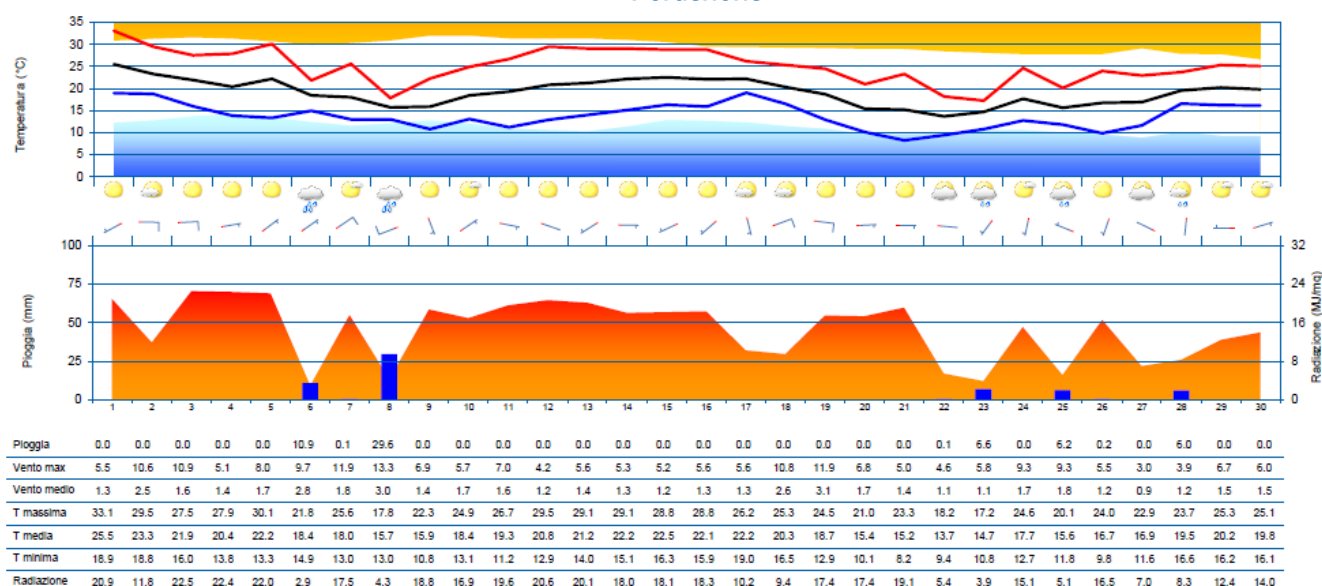 35
30
25
20
15
10
5
0
Temperatura (°C)
100
75
50
25
0
Pioggia (mm)
32
24
16
8
0
Radiazione (MJ/mq)
1 2 3 4 5 6 7 8 9 10 11 12 13 14 15 16 17 18 19 20 21 22 23 24 25 26 27 28 29 30
Pioggia 0.0 0.0 0.0 0.0 0.0 10.9 0.1 29.6 0.0 0.0 0.0 0.0 0.0 0.0 0.0 0.0 0.0 0.0 0.0 0.0 0.0 0.1 6.6 0.0 6.2 0.2 0.0 6.0 0.0 0.0
Vento max 5.5 10.6 10.9 5.1 8.0 9.7 11.9 13.3 6.9 5.7 7.0 4.2 5.6 5.3 5.2 5.6 5.6 10.8 11.9 6.8 5.0 4.6 5.8 9.3 9.3 5.5 3.0 3.9 6.7 6.0
Vento medio 1.3 2.5 1.6 1.4 1.7 2.8 1.8 3.0 1.4 1.7 1.6 1.2 1.4 1.3 1.2 1.3 1.3 2.6 3.1 1.7 1.4 1.1 1.1 1.7 1.8 1.2 0.9 1.2 1.5 1.5
T massima 33.1 29.5 27.5 27.9 30.1 21.8 25.6 17.8 22.3 24.9 26.7 29.5 29.1 29.1 28.8 28.8 26.2 25.3 24.5 21.0 23.3 18.2 17.2 24.6 20.1 24.0 22.9 23.7 25.3 25.1
T media 25.5 23.3 21.9 20.4 22.2 18.4 18.0 15.7 15.9 18.4 19.3 20.8 21.2 22.2 22.5 22.1 22.2 20.3 18.7 15.4 15.2 13.7 14.7 17.7 15.6 16.7 16.9 19.5 20.2 19.8
T minima 18.9 18.8 16.0 13.8 13.3 14.9 13.0 13.0 10.8 13.1 11.2 12.9 14.0 15.1 16.3 15.9 19.0 16.5 12.9 10.1 8.2 9.4 10.8 12.7 11.8 9.8 11.6 16.6 16.2 16.1
Radiazione 20.9 11.8 22.5 22.4 22.0 2.9 17.5 4.3 18.8 16.9 19.6 20.6 20.1 18.0 18.1 18.3 10.2 9.4 17.4 17.4 19.1 5.4 3.9 15.1 5.1 16.5 7.0 8.3 12.4 14.0